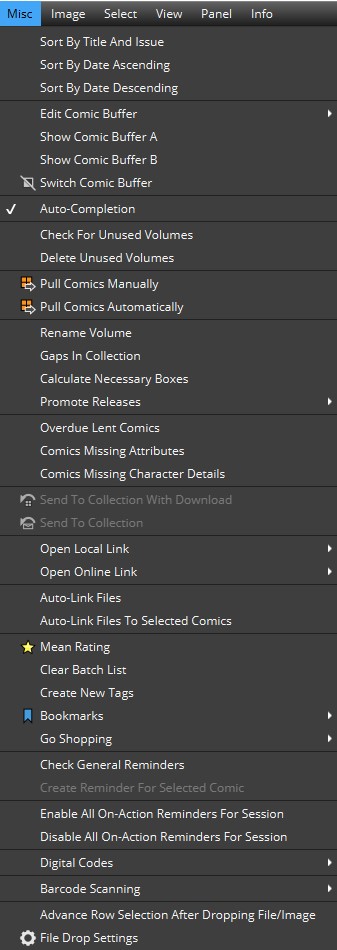 Misc Image Select View Panel Info
Sort By Title And Issue
Sort By Date Ascending
Sort By Date Descending
Edit Comic Buffer
Show Comic Buffer A
Show Comic Buffer B
Switch Comic Buffer
Auto-Completion
Check For Unused Volumes
Delete Unused Volumes
Pull Comics Manually
Pull Comics Automatically
Rename Volume
Gaps In Collection
Calculate Necessary Boxes
Promote Releases
Overdue Lent Comics
Comics Missing Attributes
Comics Missing Character Details
Send To Collection With Download
Send To Collection
Open Local Link
Open Online Link
Auto-Link Files
Auto-Link Files To Selected Comics
Mean Rating
Clear Batch List
Create New Tags
Bookmarks
Go Shopping
Check General Reminders
Create Reminder For Selected Comic
Enable All On-Action Reminders For Session
Disable All On-Action Reminders For Session
Digital Codes
Barcode Scanning
Advance Row Selection After Dropping File/Image
File Drop Settings